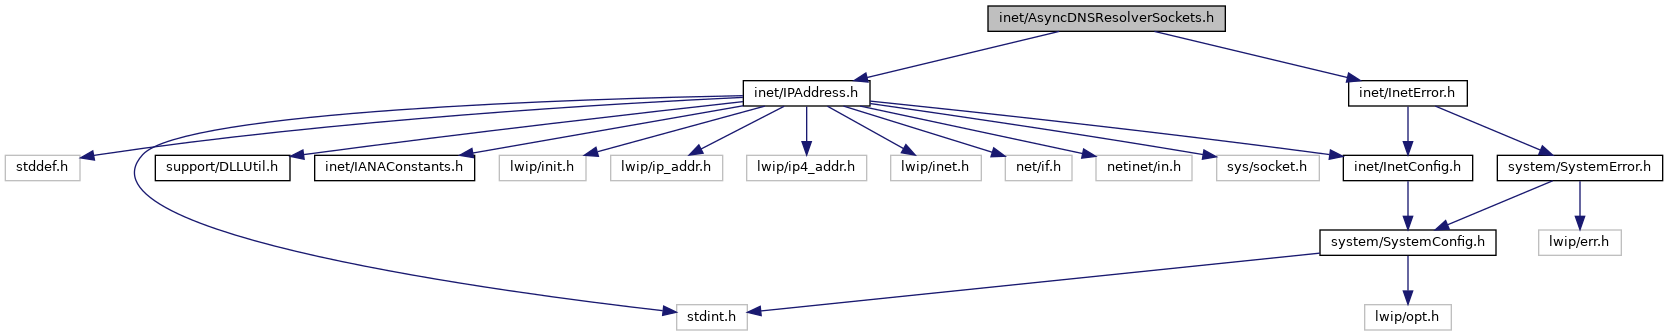 inet/AsyncDNSResolverSockets.h
inet/IPAddress.h
inet/InetError.h
stddef.h
support/DLLUtil.h
inet/IANAConstants.h
lwip/init.h
lwip/ip_addr.h
lwip/ip4_addr.h
lwip/inet.h
net/if.h
netinet/in.h
sys/socket.h
inet/InetConfig.h
system/SystemError.h
system/SystemConfig.h
lwip/err.h
stdint.h
lwip/opt.h